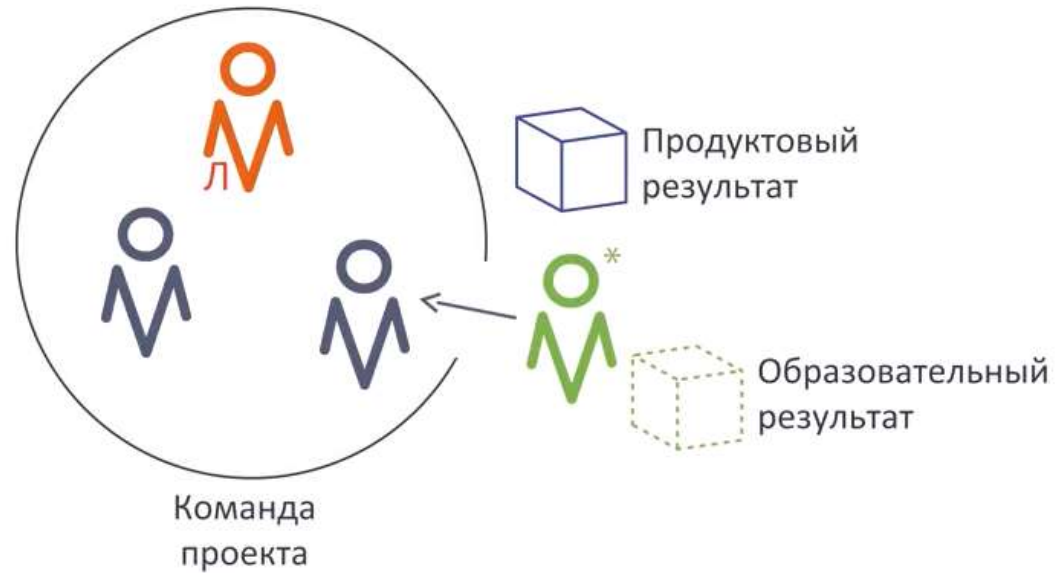 Л
Продуктовый
результат
*
Образовательный
результат
Команда
проекта